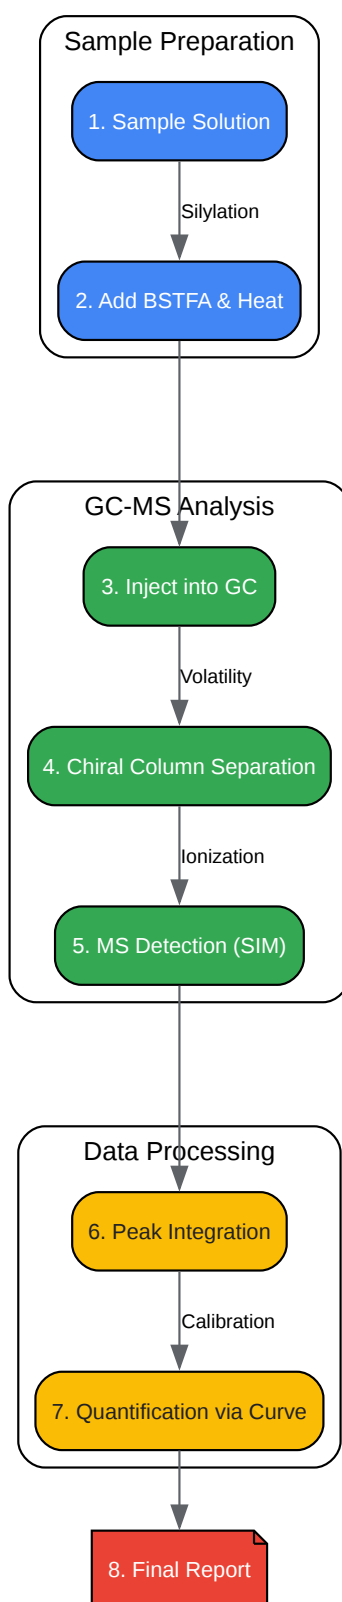 Sample Preparation
1. Sample Solution
Silylation
2. Add BSTFA & Heat
GC-MS Analysis
3. Inject into GC
Volatility
4. Chiral Column Separation
Ionization
5. MS Detection (SIM)
Data Processing
6. Peak Integration
Calibration
7. Quantification via Curve
8. Final Report